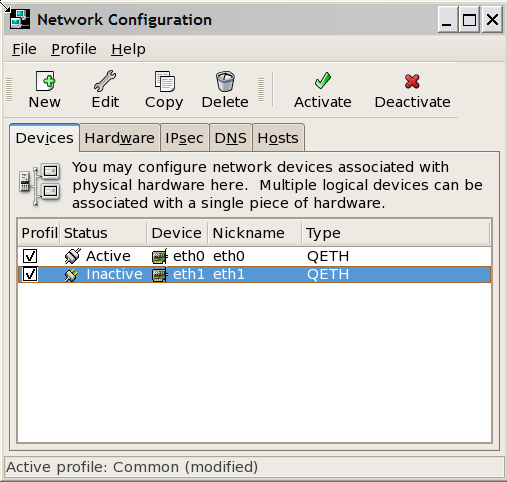 Network Configuration
File Profile Help
New Edit Copy Delete Activate Deactivate
Devices Hardware IPsec DNS Hosts
You may configure network devices associated with
physical hardware here. Multiple logical devices can be
associated with a single piece of hardware.
Profil Status Device Nickname Type
Active eth0 eth0 QETH
Inactive eth1 eth1 QETH
Active profile: Common (modified)